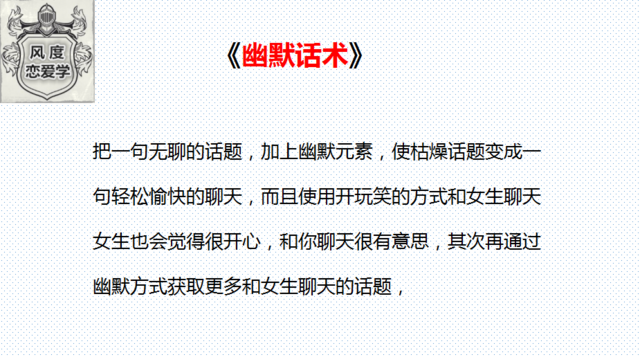 风度
恋爱学
《幽默话术》
把一句无聊的话题，加上幽默元素，使枯燥话题变成一
句轻松愉快的聊天，而且使用开玩笑的方式和女生聊天
女生也会觉得很开心，和你聊天很有意思，其次再通过
幽默方式获取更多和女生聊天的话题，